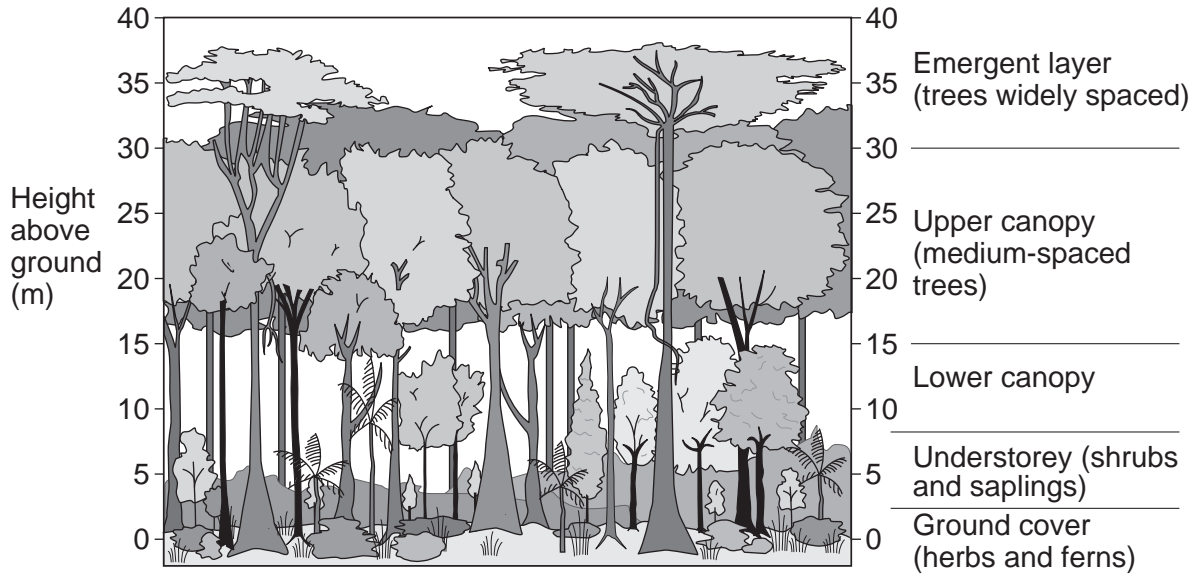 40
35
30
25
20
15
10
5
0
Height
above
ground
(m)
40
35
30
25
20
15
10
5
0
Emergent layer
(trees widely spaced)
Upper canopy
(medium-spaced
trees)
Lower canopy
Understorey (shrubs
and saplings)
Ground cover
(herbs and ferns)